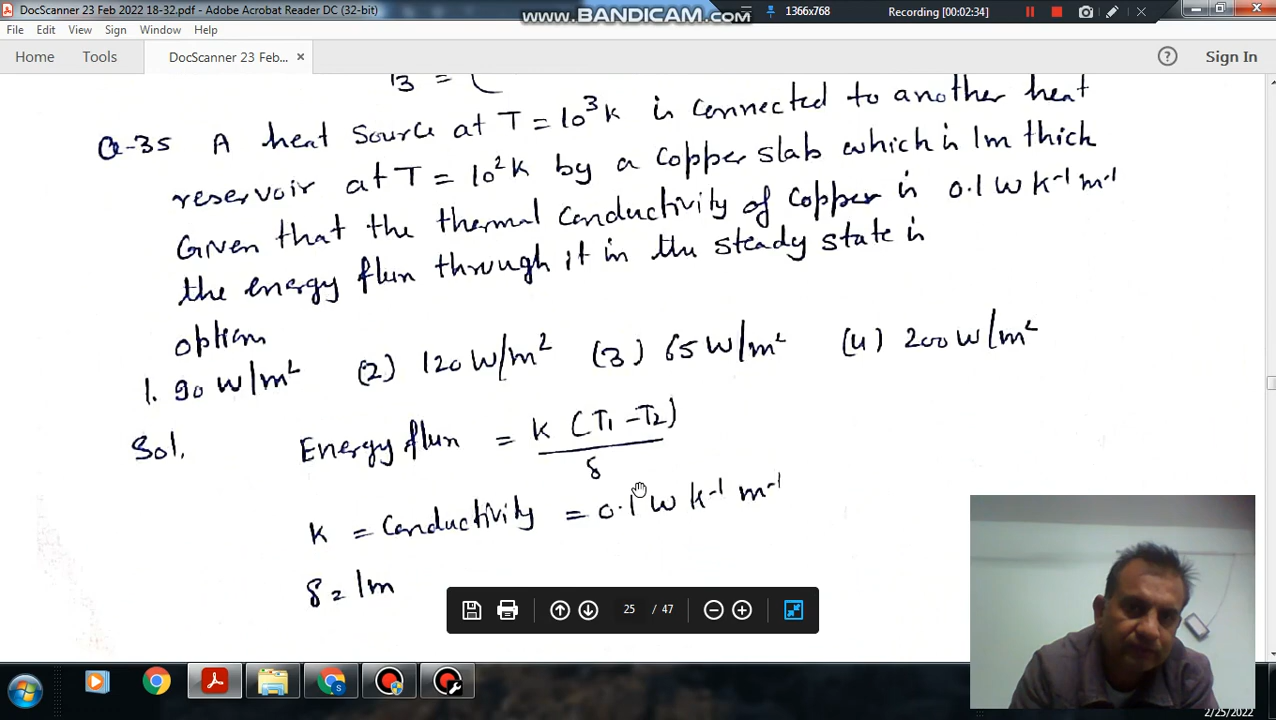 DocScanner 23 Feb 2022 18-32.pdf - Adobe Acrobat Reader DC (32-bit)
www.BANDICAM.com
1366x768
Recording [00:02:34]
File Edit View Sign Window Help
Home Tools DocScanner 23 Feb... × Sign In
13 = (
Q-35 A heat source at T = 10³K is connected to another heat
reservoir at T = 10²K by a copper slab which is 1m thick
Given that the thermal conductivity of copper is 0.1 W K⁻¹ m⁻¹
the energy flux through it in the steady state is
option
1. 90 W/m² (2) 120 W/m² (3) 65 W/m² (4) 200 W/m²
Sol. Energy flux = K (T₁ - T₂)
δ
K = Conductivity = 0.1 W K⁻¹ m⁻¹
δ = 1m
25 / 47
2/25/2022